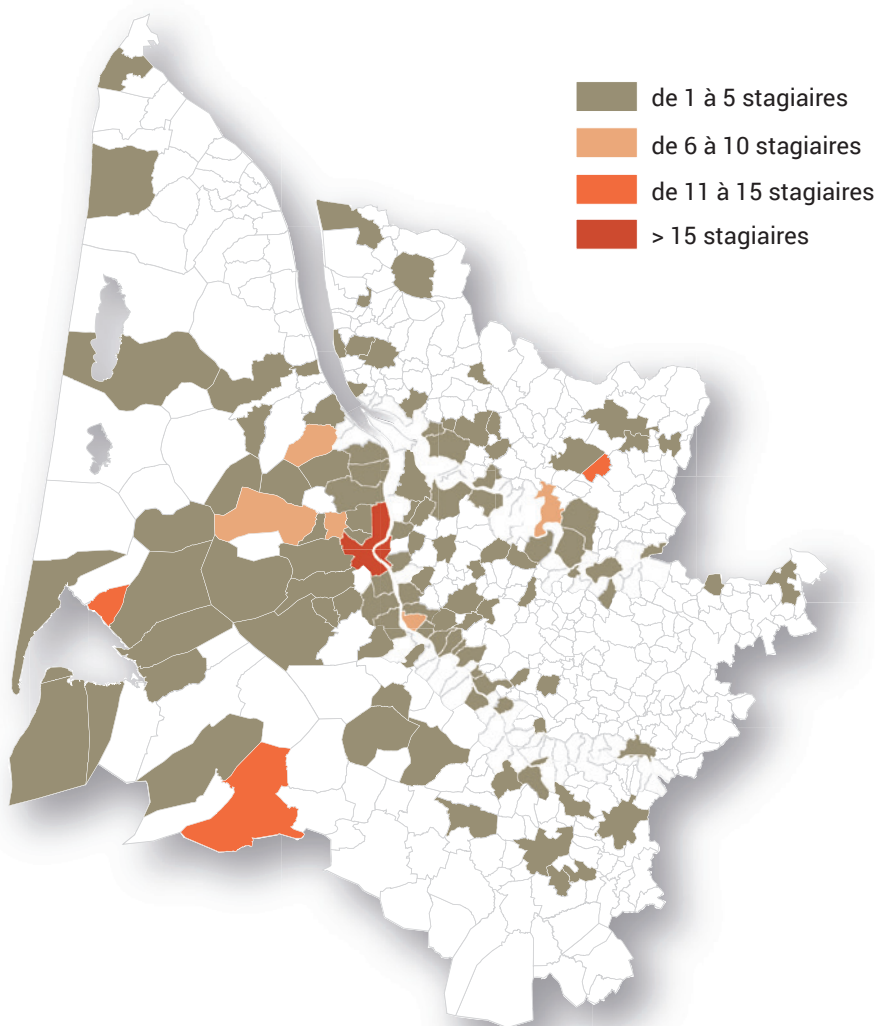 de 1 à 5 stagiaires
de 6 à 10 stagiaires
de 11 à 15 stagiaires
> 15 stagiaires